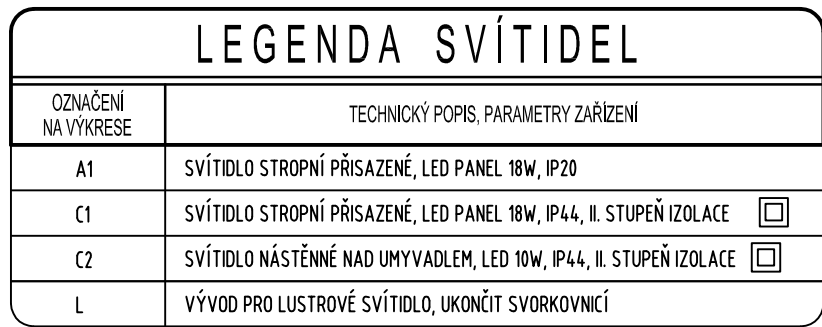 LEGENDA SVÍTIDEL
OZNAČENÍ
NA VÝKRESE
TECHNICKÝ POPIS, PARAMETRY ZAŘÍZENÍ
A1 SVÍTIDLO STROPNÍ PŘISAZENÉ, LED PANEL 18W, IP20
C1 SVÍTIDLO STROPNÍ PŘISAZENÉ, LED PANEL 18W, IP44, II. STUPEŇ IZOLACE
C2 SVÍTIDLO NÁSTĚNNÉ NAD UMYVADLEM, LED 10W, IP44, II. STUPEŇ IZOLACE
L VÝVOD PRO LUSTROVÉ SVÍTIDLO, UKONČIT SVORKOVNICÍ